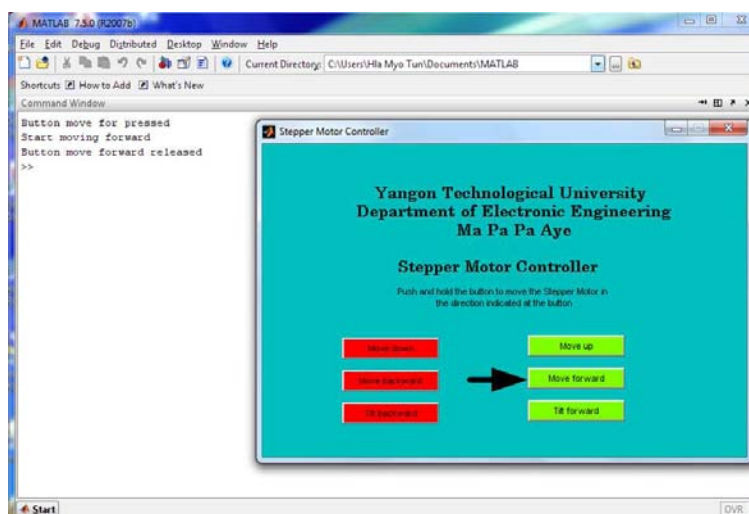 MATLAB 7.5.0 (R2007b)
File Edit Debug Distributed Desktop Window Help
Current Directory: C:\Users\Hla Myo Tun\Documents\MATLAB
Shortcuts How to Add What's New
Command Window
Button move for pressed
Start moving forward
Button move forward released
>>
Stepper Motor Controller
Yangon Technological University
Department of Electronic Engineering
Ma Pa Pa Aye
Stepper Motor Controller
Push and hold the button to move the Stepper Motor in
the direction indicated at the button
Move down
Move up
Move backward
Move forward
Tilt backward
Tilt forward
Start
OVR